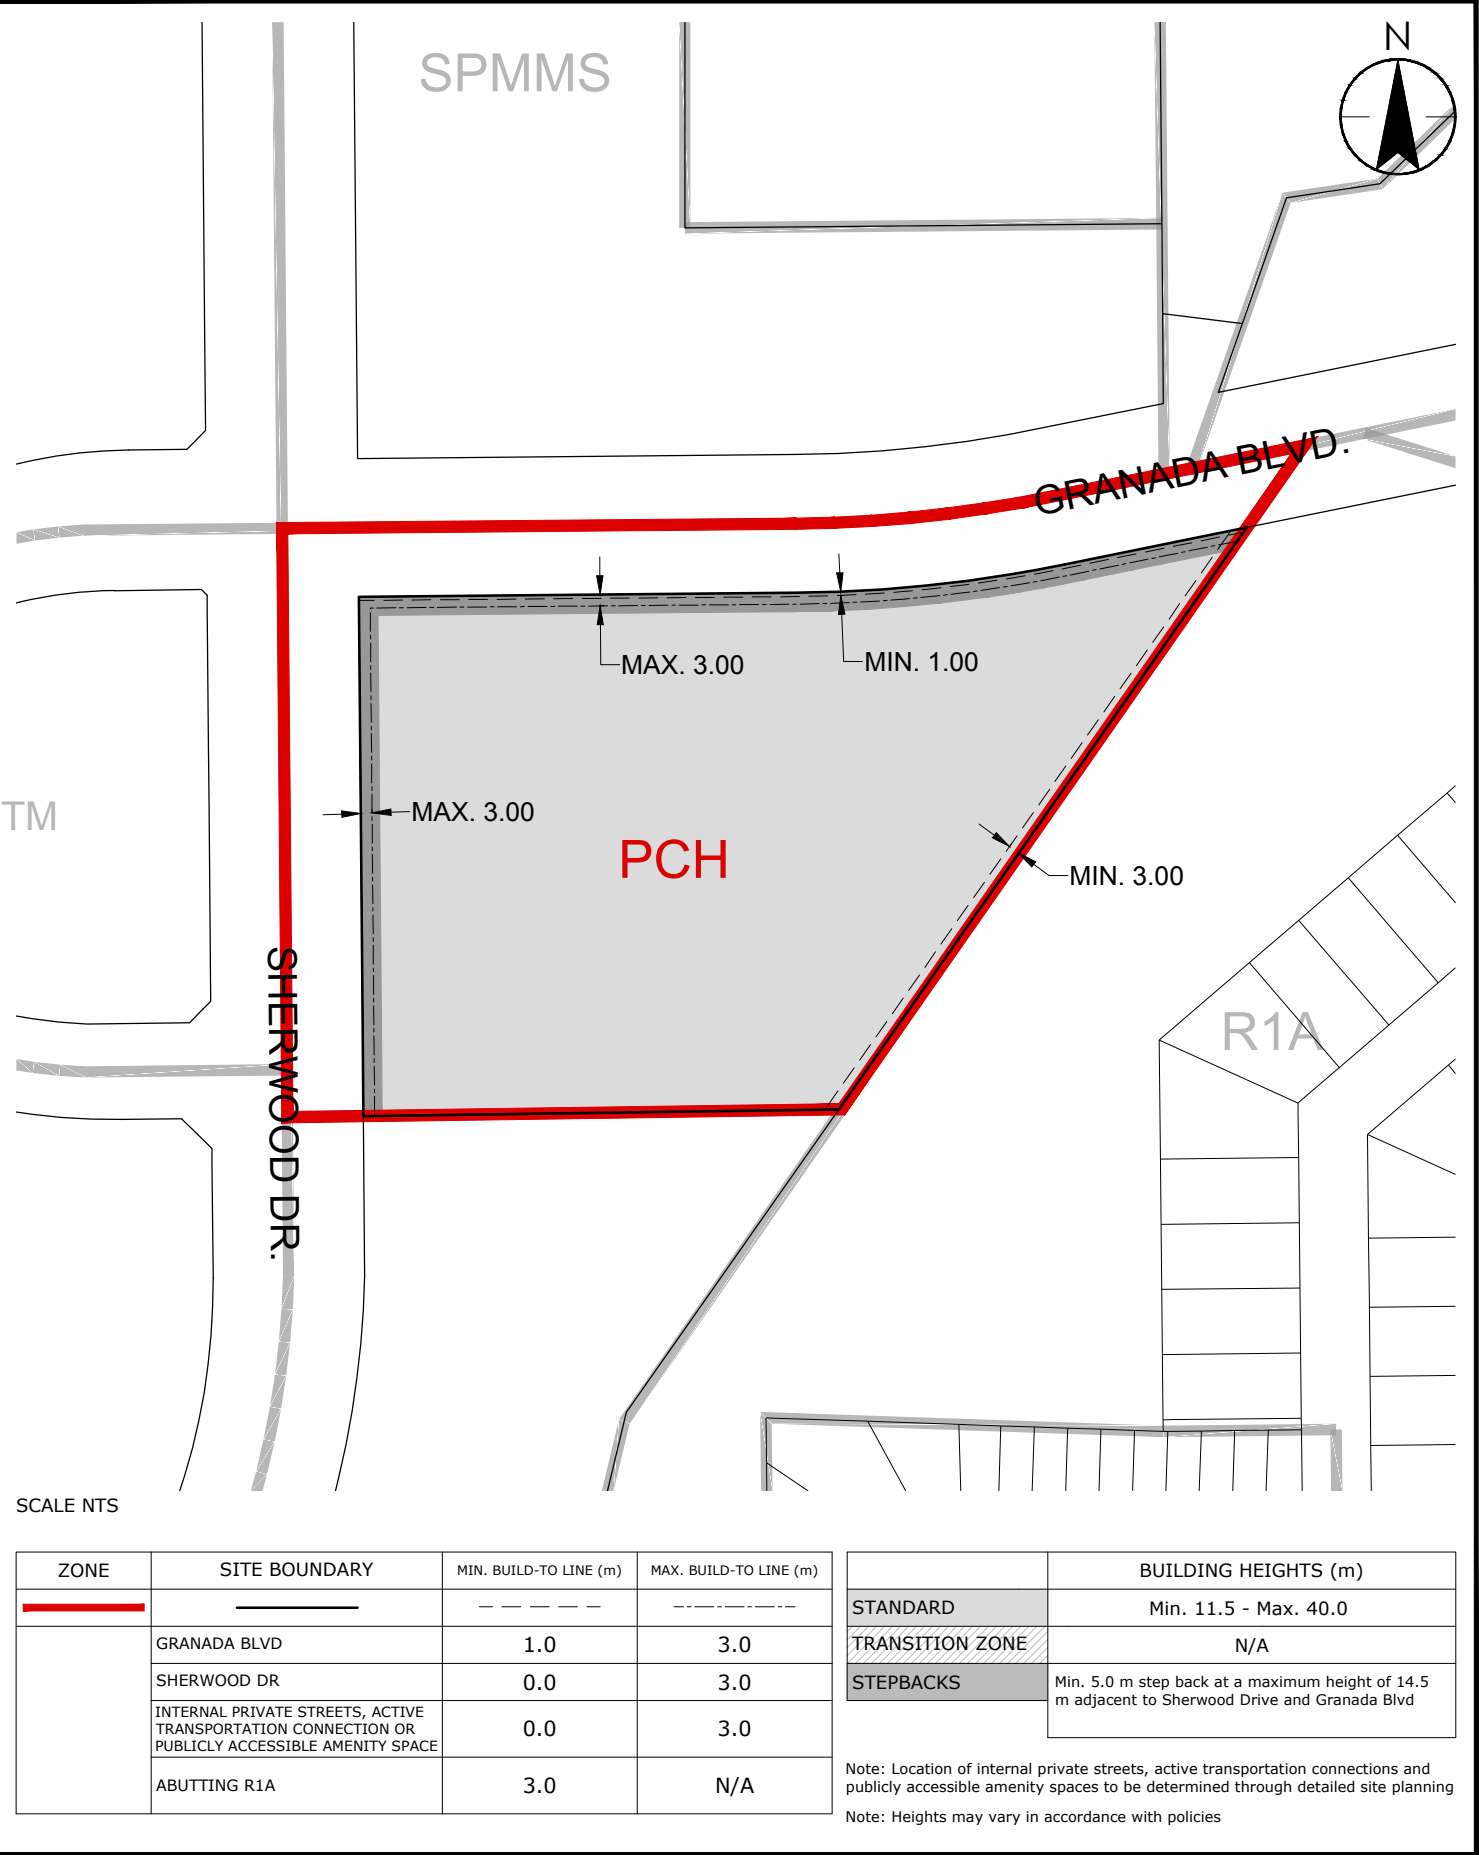 SPMMS
N
GRANADA BLVD.
MAX. 3.00
MIN. 1.00
MAX. 3.00
TM
PCH
MIN. 3.00
SHERWOOD DR.
R1A
SCALE NTS
ZONE
SITE BOUNDARY
MIN. BUILD-TO LINE (m)
MAX. BUILD-TO LINE (m)
GRANADA BLVD
1.0
3.0
SHERWOOD DR
0.0
3.0
INTERNAL PRIVATE STREETS, ACTIVE
TRANSPORTATION CONNECTION OR
PUBLICLY ACCESSIBLE AMENITY SPACE
0.0
3.0
ABUTTING R1A
3.0
N/A
BUILDING HEIGHTS (m)
STANDARD
Min. 11.5 - Max. 40.0
TRANSITION ZONE
N/A
STEPBACKS
Min. 5.0 m step back at a maximum height of 14.5
m adjacent to Sherwood Drive and Granada Blvd
Note: Location of internal private streets, active transportation connections and
publicly accessible amenity spaces to be determined through detailed site planning
Note: Heights may vary in accordance with policies